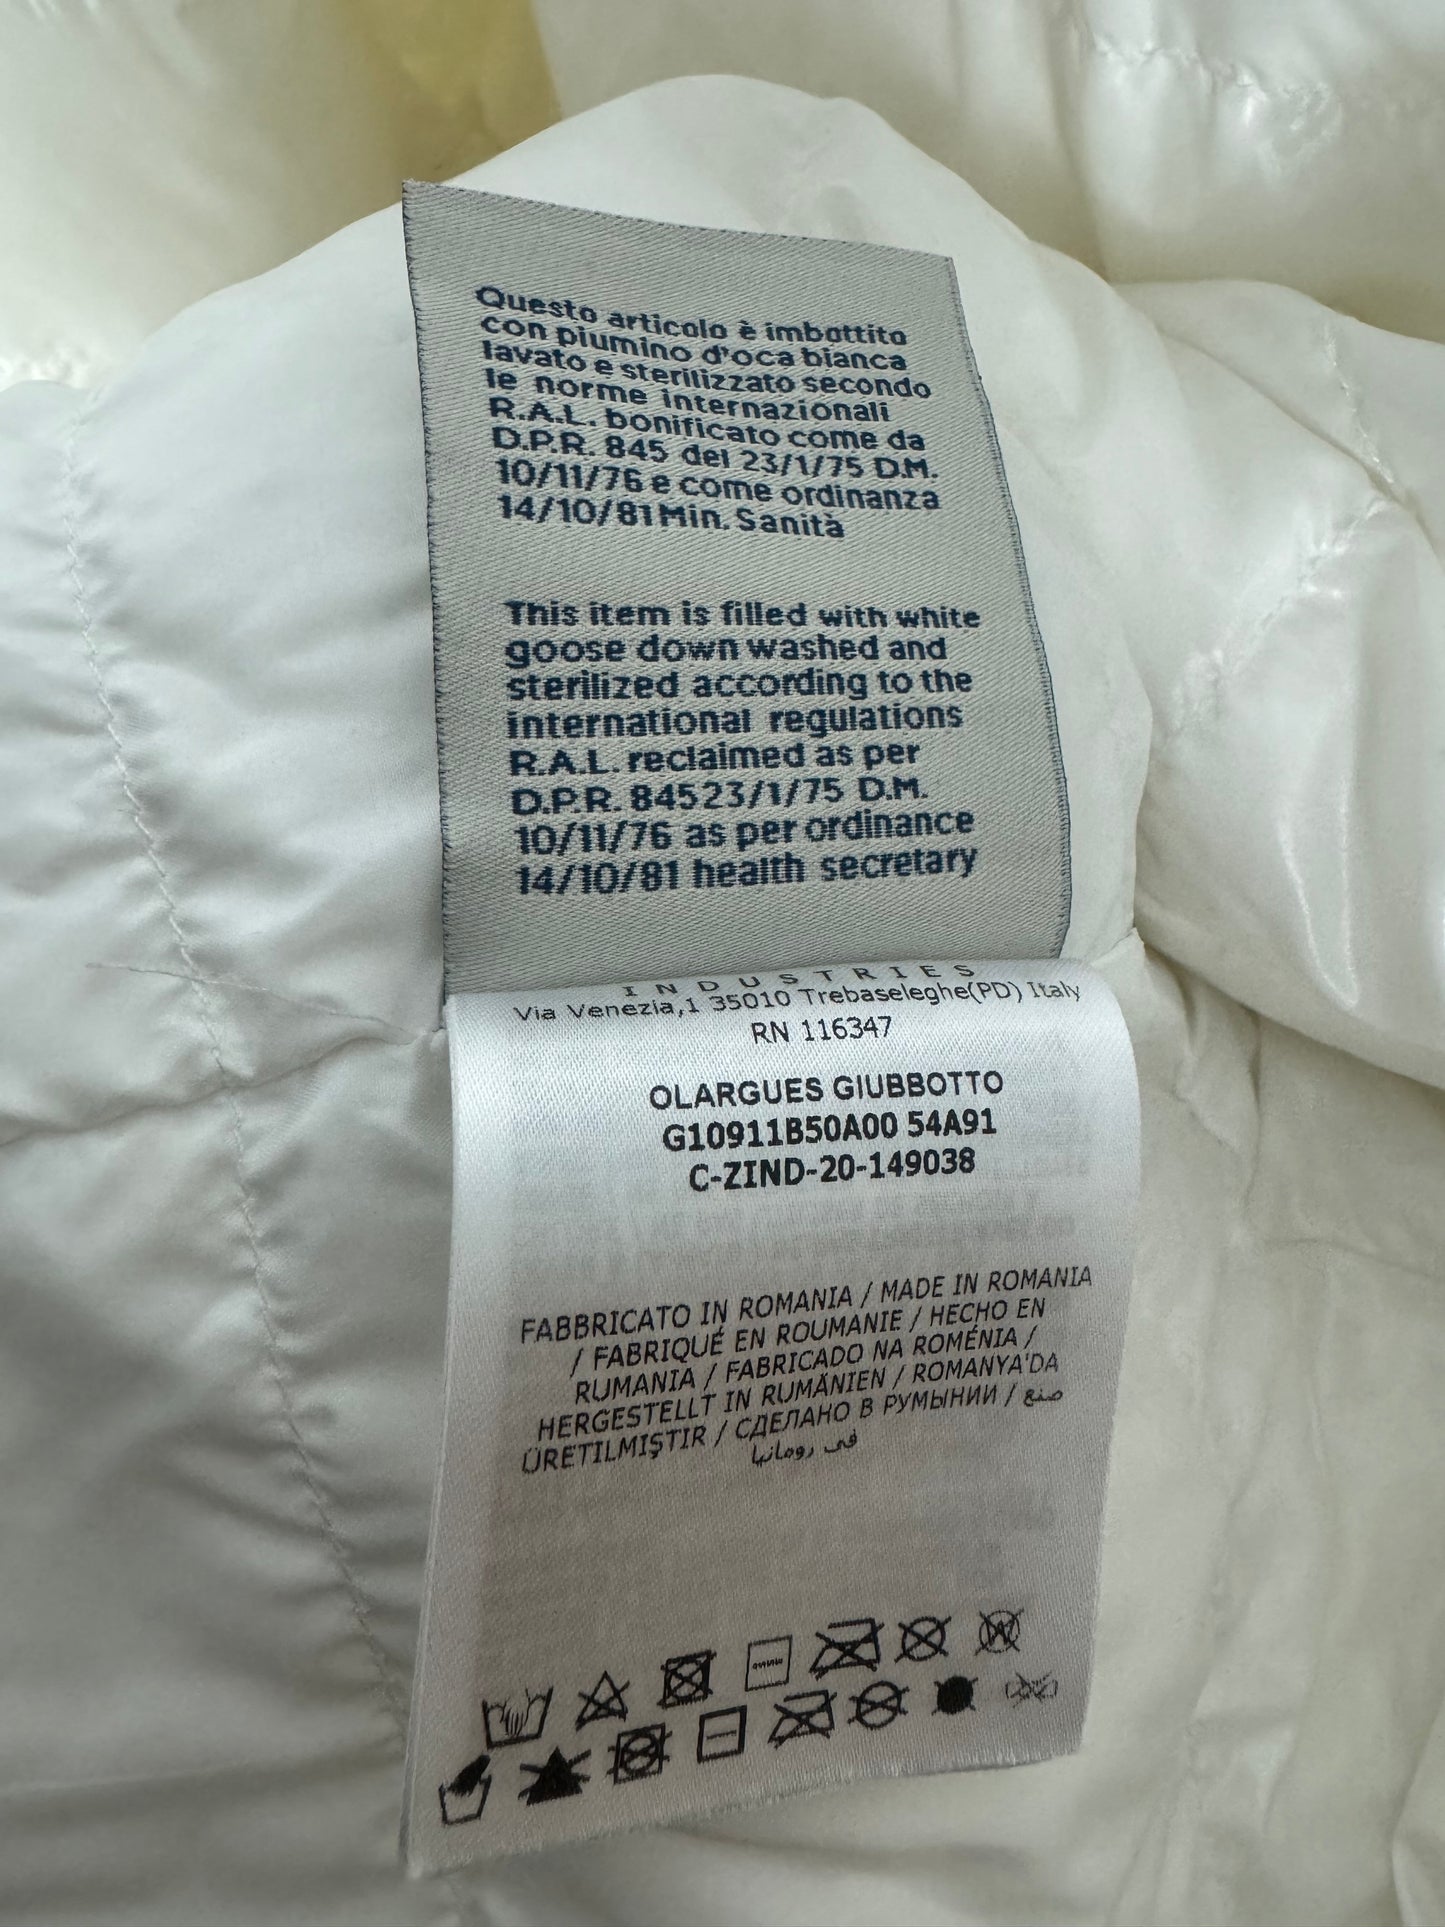 Questo articolo è imbottito
con piumino d'oca bianca
lavato e sterilizzato secondo
le norme internazionali
R.A.L. bonificato come da
D.P.R. 845 del 23/1/75 D.M.
10/11/76 e come ordinanza
14/10/81 Min. Sanità
This item is filled with white
goose down washed and
sterilized according to the
international regulations
R.A.L. reclaimed as per
D.P.R. 84523/1/75 D.M.
10/11/76 as per ordinance
14/10/81 health secretary
INDUSTRIES
Via Venezia,1 35010 Trebaseleghe(PD) Italy
RN 116347
OLARGUES GIUBBOTTO
G10911B50A00 54A91
C-ZIND-20-149038
FABBRICATO IN ROMANIA / MADE IN ROMANIA
/ FABRIQUÉ EN ROUMANIE / HECHO EN
RUMANIA / FABRICADO NA ROMÉNIA /
HERGESTELLT IN RUMÄNIEN / ROMANYA'DA
ÜRETILMIŞTIR / СДЕЛАНО В РУМЫНИИ / صنع
في رومانيا